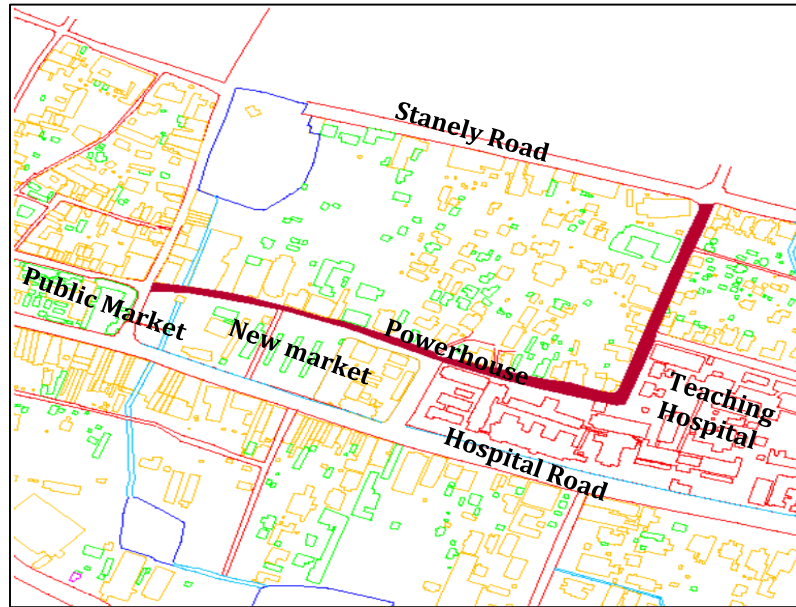 Stanely Road
Public Market
New market
Powerhouse
Teaching
Hospital
Hospital Road